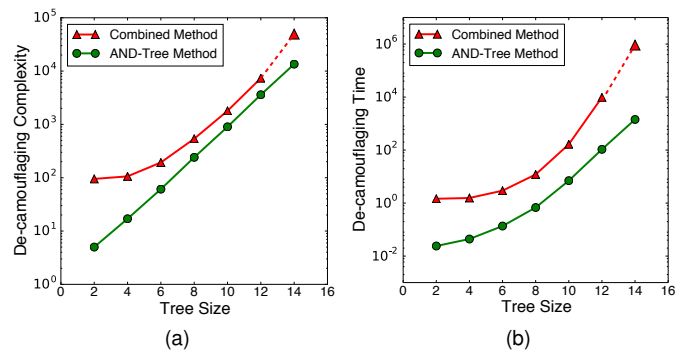 10^5
10^4
10^3
10^2
10^1
10^0
De-camouflaging Complexity
Combined Method
AND-Tree Method
0 2 4 6 8 10 12 14 16
Tree Size
(a)
10^6
10^4
10^2
10^0
10^-2
De-camouflaging Time
Combined Method
AND-Tree Method
0 2 4 6 8 10 12 14 16
Tree Size
(b)